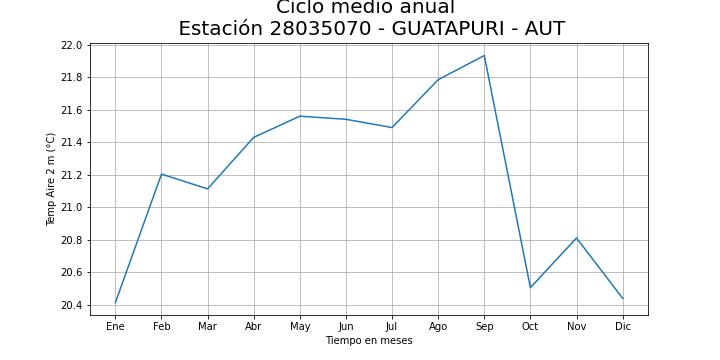 Ciclo medio anual
Estación 28035070 - GUATAPURI - AUT
22.0
21.8
21.6
21.4
21.2
21.0
20.8
20.6
20.4
Temp Aire 2 m (°C)
Ene Feb Mar Abr May Jun Jul Ago Sep Oct Nov Dic
Tiempo en meses